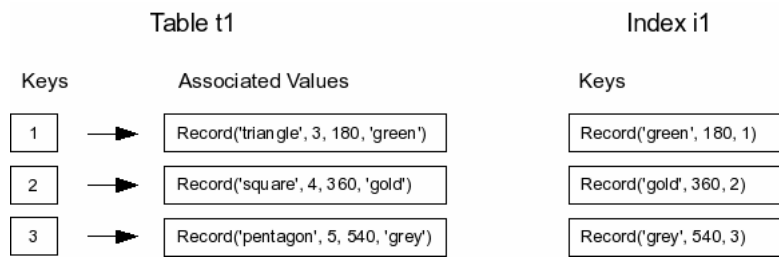 Table t1 Index i1
Keys Associated Values Keys
1 Record('triangle', 3, 180, 'green') Record('green', 180, 1)
2 Record('square', 4, 360, 'gold') Record('gold', 360, 2)
3 Record('pentagon', 5, 540, 'grey') Record('grey', 540, 3)